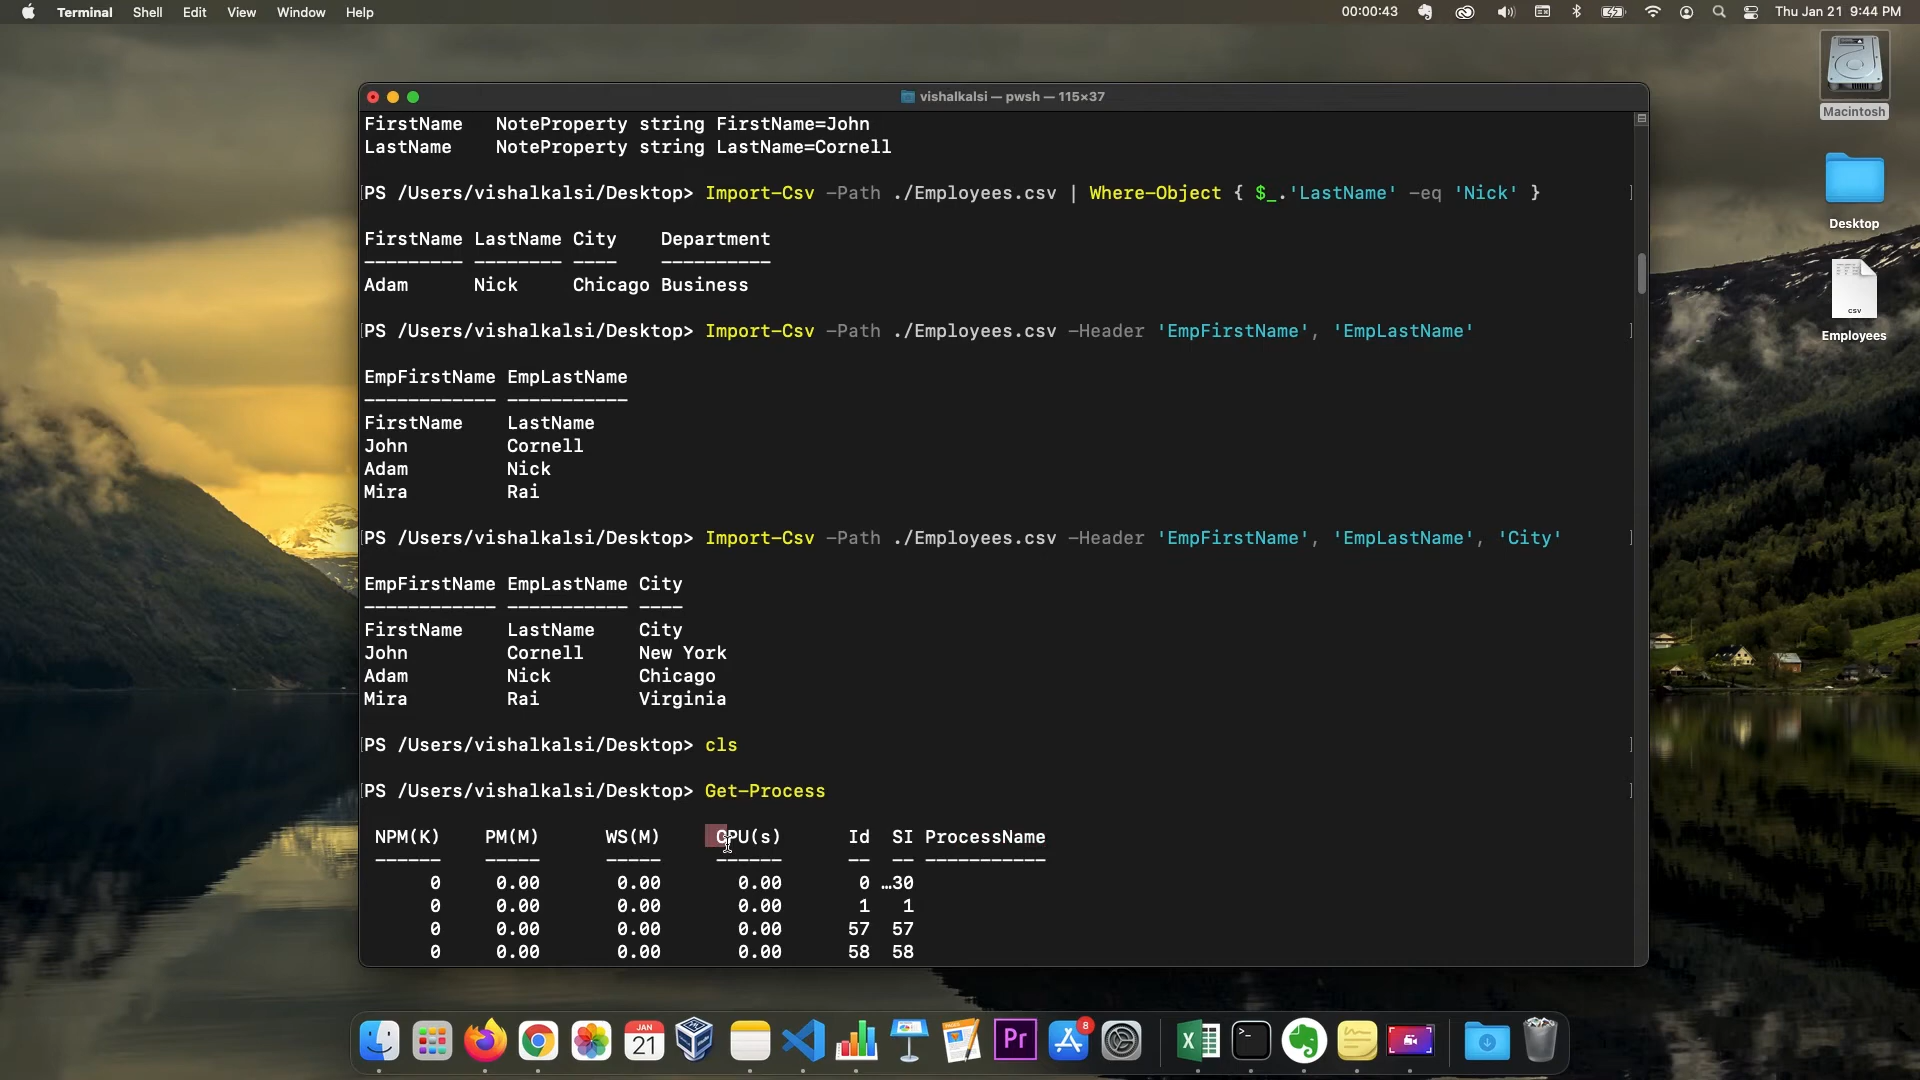 Terminal Shell Edit View Window Help 00:00:43 Thu Jan 21 9:44 PM
Macintosh
Desktop
CSV
Employees
vishalkalsi — pwsh — 115×37
FirstName NoteProperty string FirstName=John
LastName NoteProperty string LastName=Cornell
[PS /Users/vishalkalsi/Desktop> Import-Csv -Path ./Employees.csv | Where-Object { $_.'LastName' -eq 'Nick' } ]
FirstName LastName City Department
--------- -------- ---- ----------
Adam Nick Chicago Business
[PS /Users/vishalkalsi/Desktop> Import-Csv -Path ./Employees.csv -Header 'EmpFirstName', 'EmpLastName' ]
EmpFirstName EmpLastName
------------ -----------
FirstName LastName
John Cornell
Adam Nick
Mira Rai
[PS /Users/vishalkalsi/Desktop> Import-Csv -Path ./Employees.csv -Header 'EmpFirstName', 'EmpLastName', 'City' ]
EmpFirstName EmpLastName City
------------ ----------- ----
FirstName LastName City
John Cornell New York
Adam Nick Chicago
Mira Rai Virginia
[PS /Users/vishalkalsi/Desktop> cls ]
[PS /Users/vishalkalsi/Desktop> Get-Process ]
NPM(K) PM(M) WS(M) CPU(s) Id SI ProcessName
------ ----- ----- ------ -- -- -----------
0 0.00 0.00 0.00 0 …30
0 0.00 0.00 0.00 1 1
0 0.00 0.00 0.00 57 57
0 0.00 0.00 0.00 58 58
JAN
21
Pr
8
X
>_